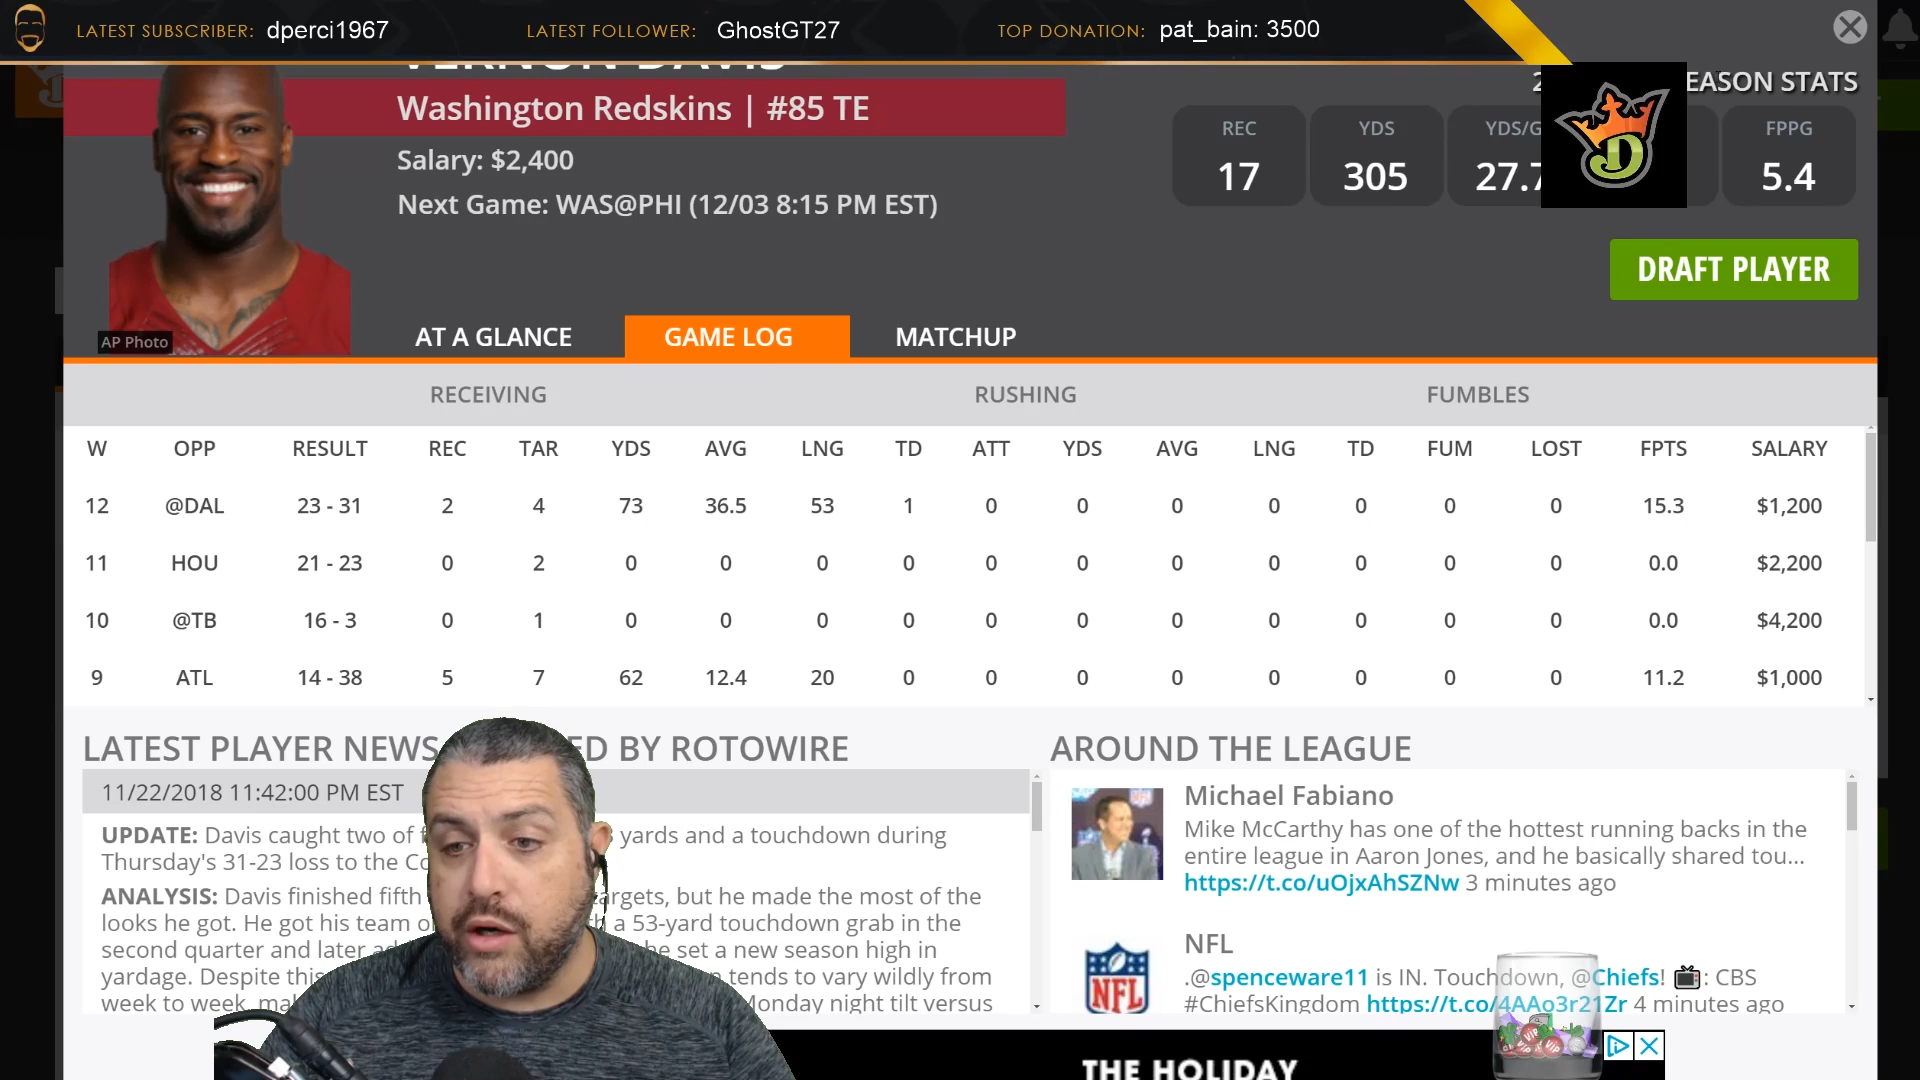 LATEST SUBSCRIBER: dperci1967
LATEST FOLLOWER: GhostGT27
TOP DONATION: pat_bain: 3500
VERNON DAVIS
Washington Redskins | #85 TE
Salary: $2,400
Next Game: WAS@PHI (12/03 8:15 PM EST)
AP Photo
EASON STATS
REC YDS YDS/G FPPG
17 305 27.7 5.4
D
DRAFT PLAYER
AT A GLANCE GAME LOG MATCHUP
RECEIVING RUSHING FUMBLES
W OPP RESULT REC TAR YDS AVG LNG TD ATT YDS AVG LNG TD FUM LOST FPTS SALARY
12 @DAL 23 - 31 2 4 73 36.5 53 1 0 0 0 0 0 0 0 15.3 $1,200
11 HOU 21 - 23 0 2 0 0 0 0 0 0 0 0 0 0 0 0.0 $2,200
10 @TB 16 - 3 0 1 0 0 0 0 0 0 0 0 0 0 0 0.0 $4,200
9 ATL 14 - 38 5 7 62 12.4 20 0 0 0 0 0 0 0 0 11.2 $1,000
LATEST PLAYER NEWS ED BY ROTOWIRE
11/22/2018 11:42:00 PM EST
UPDATE: Davis caught two of yards and a touchdown during
Thursday's 31-23 loss to the
ANALYSIS: Davis finished fifth targets, but he made the most of the
looks he got. He got his team a 53-yard touchdown grab in the
second quarter and later he set a new season high in
yardage. Despite this tends to vary wildly from
week to week, Monday night tilt versus
AROUND THE LEAGUE
Michael Fabiano
Mike McCarthy has one of the hottest running backs in the
entire league in Aaron Jones, and he basically shared tou...
https://t.co/uOjxAhSZNw 3 minutes ago
NFL
NFL
.@spenceware11 is IN. Touchdown, @Chiefs! : CBS
#ChiefsKingdom https://t.co/4AAo3r21Zr 4 minutes ago
THE HOLIDAY